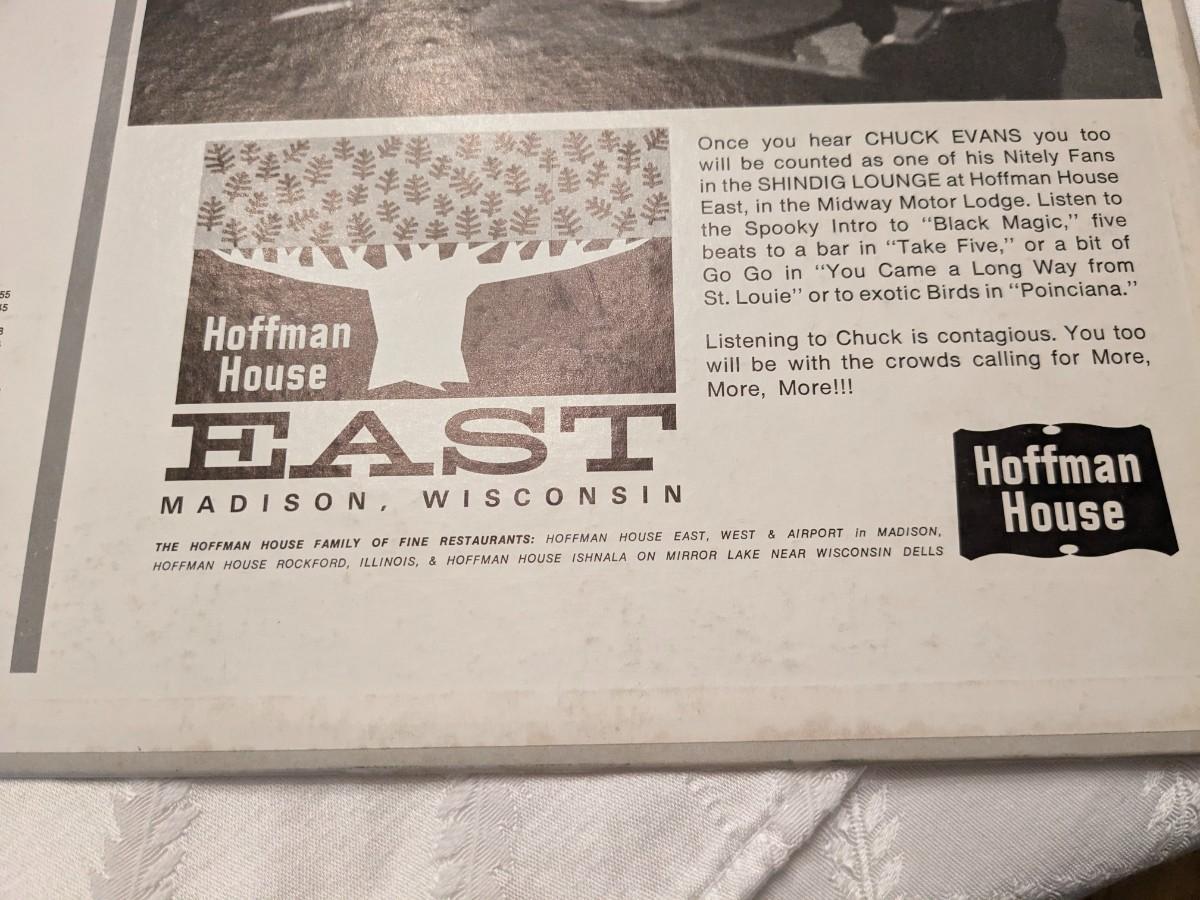 55
45
Once you hear CHUCK EVANS you too
will be counted as one of his Nitely Fans
in the SHINDIG LOUNGE at Hoffman House
East, in the Midway Motor Lodge. Listen to
the Spooky Intro to “Black Magic,” five
beats to a bar in “Take Five,” or a bit of
Go Go in “You Came a Long Way from
St. Louie” or to exotic Birds in “Poinciana.”
Listening to Chuck is contagious. You too
will be with the crowds calling for More,
More, More!!!
Hoffman
House
EAST
MADISON, WISCONSIN
THE HOFFMAN HOUSE FAMILY OF FINE RESTAURANTS: HOFFMAN HOUSE EAST, WEST & AIRPORT in MADISON,
HOFFMAN HOUSE ROCKFORD, ILLINOIS, & HOFFMAN HOUSE ISHNALA ON MIRROR LAKE NEAR WISCONSIN DELLS
Hoffman
House